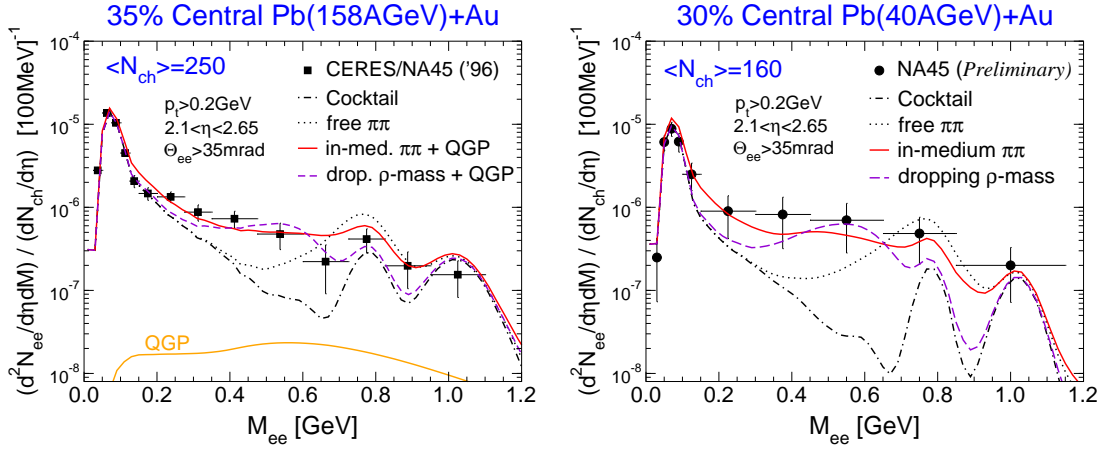 35% Central Pb(158AGeV)+Au
(d²N_ee/dηdM) / (dN_ch/dη) [100MeV]⁻¹
10⁻⁴
10⁻⁵
10⁻⁶
10⁻⁷
10⁻⁸
<N_ch>=250
p_t>0.2GeV
2.1<η<2.65
Θ_ee>35mrad
CERES/NA45 ('96)
Cocktail
free ππ
in-med. ππ + QGP
drop. ρ-mass + QGP
QGP
0.0 0.2 0.4 0.6 0.8 1.0 1.2
M_ee [GeV]
30% Central Pb(40AGeV)+Au
(d²N_ee/dηdM) / (dN_ch/dη) [100MeV]⁻¹
10⁻⁴
10⁻⁵
10⁻⁶
10⁻⁷
10⁻⁸
<N_ch>=160
p_t>0.2GeV
2.1<η<2.65
Θ_ee>35mrad
NA45 (Preliminary)
Cocktail
free ππ
in-medium ππ
dropping ρ-mass
0.0 0.2 0.4 0.6 0.8 1.0 1.2
M_ee [GeV]